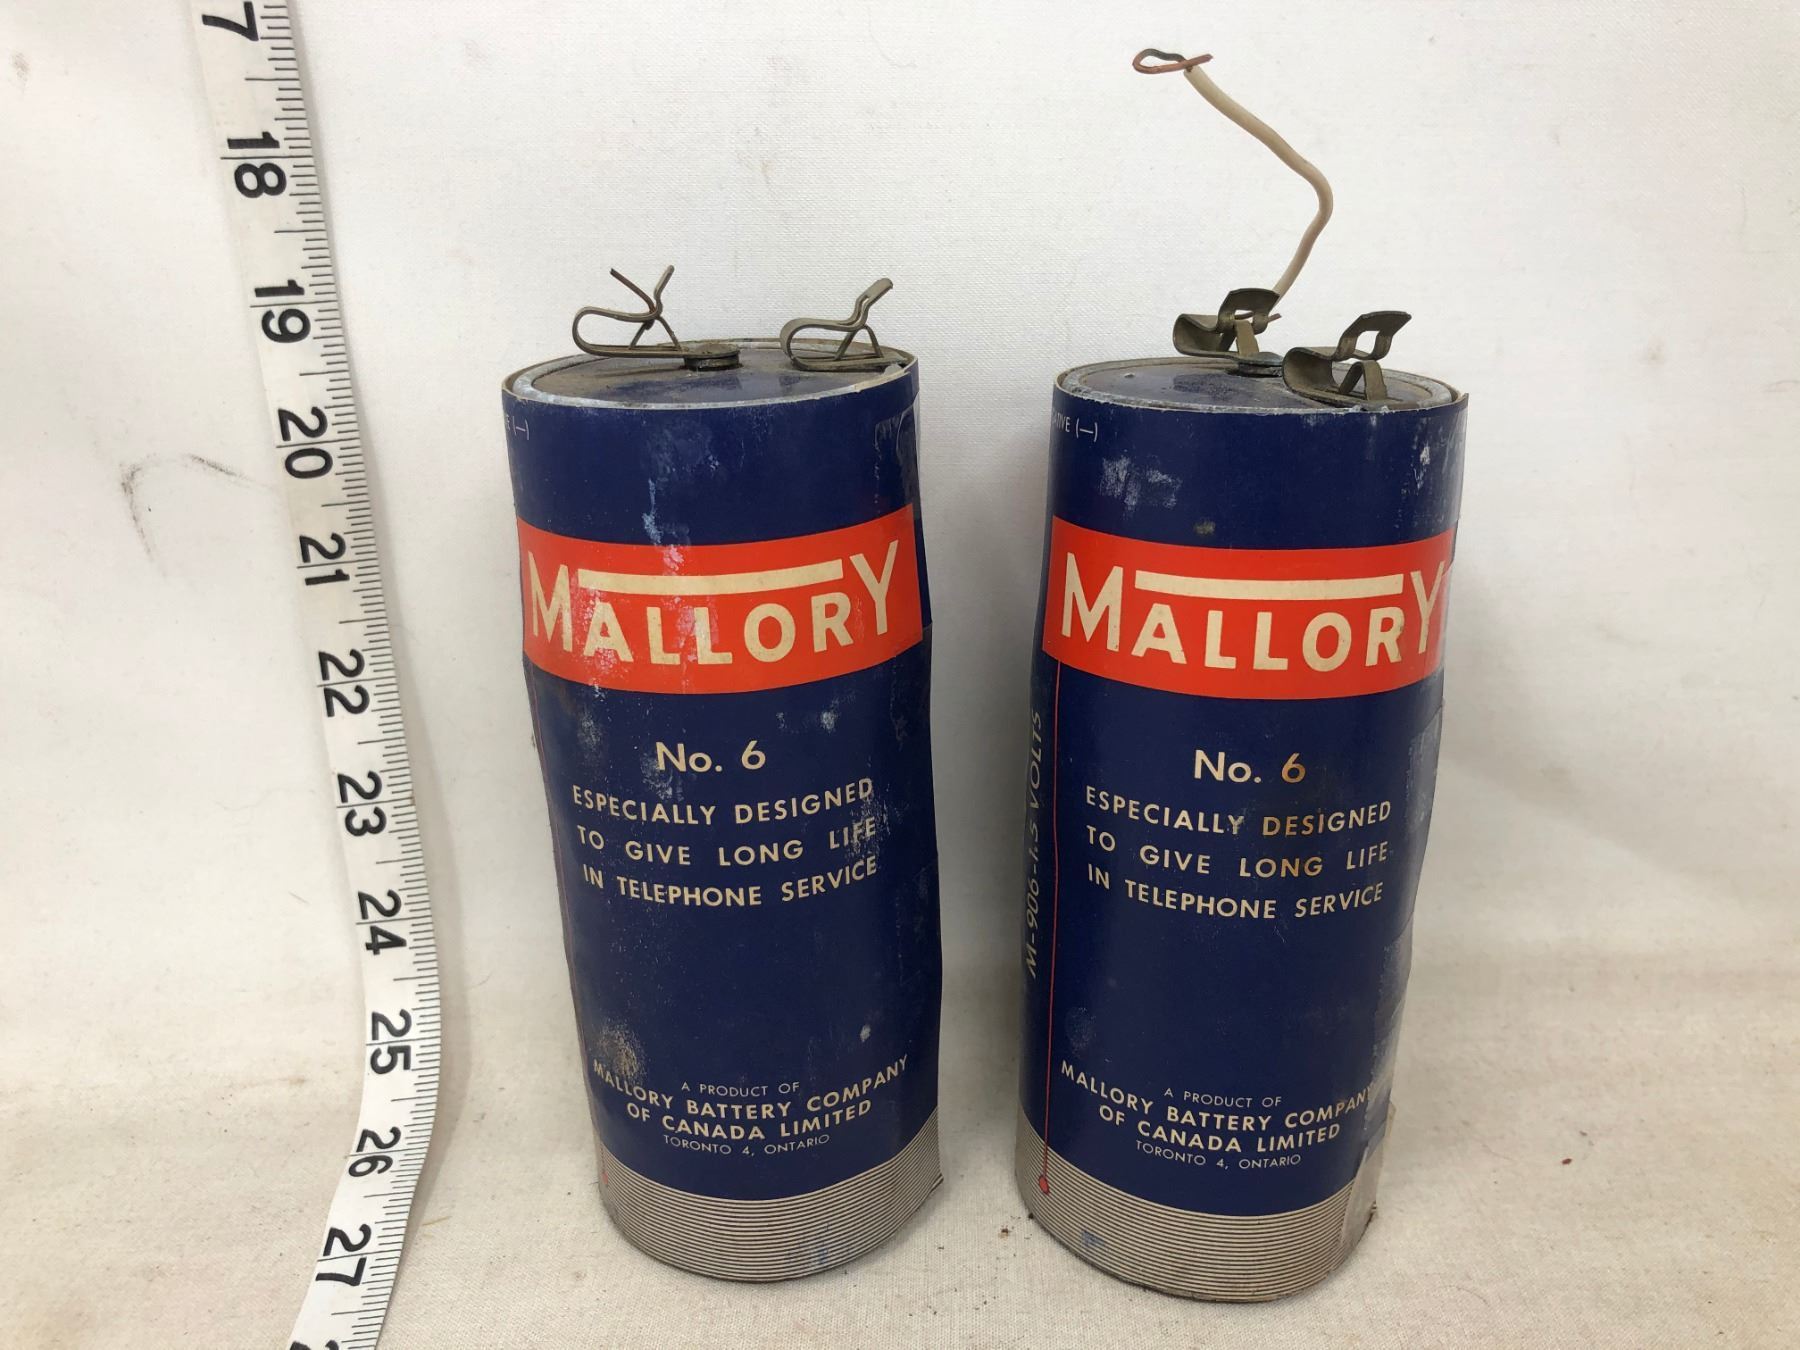 7
18
19
20
21
22
23
24
25
26
27
(—)
MALLORY
No. 6
ESPECIALLY DESIGNED
TO GIVE LONG LIFE
IN TELEPHONE SERVICE
A PRODUCT OF
MALLORY BATTERY COMPANY
OF CANADA LIMITED
TORONTO 4, ONTARIO
(—)
MALLORY
M-906-1.5 VOLTS
No. 6
ESPECIALLY DESIGNED
TO GIVE LONG LIFE
IN TELEPHONE SERVICE
A PRODUCT OF
MALLORY BATTERY COMPANY
OF CANADA LIMITED
TORONTO 4, ONTARIO